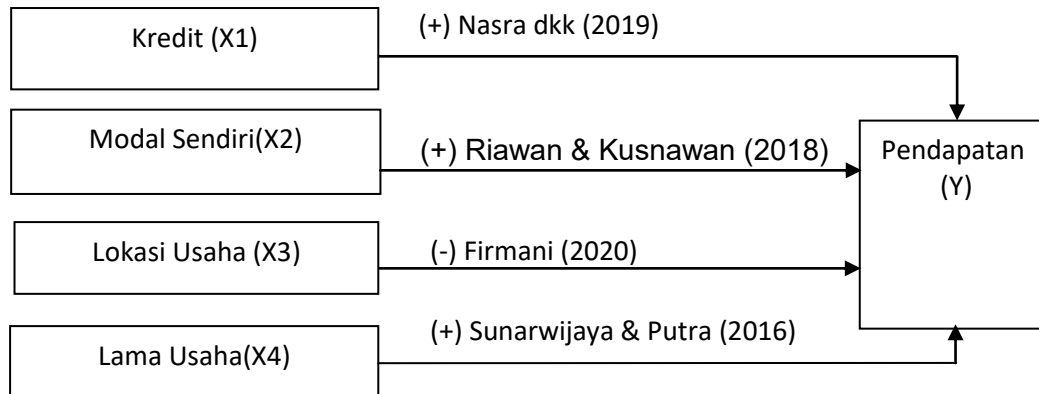 Kredit (X1)
(+) Nasra dkk (2019)
Modal Sendiri(X2)
(+) Riawan & Kusnawan (2018)
Pendapatan
(Y)
Lokasi Usaha (X3)
(-) Firmani (2020)
Lama Usaha(X4)
(+) Sunarwijaya & Putra (2016)